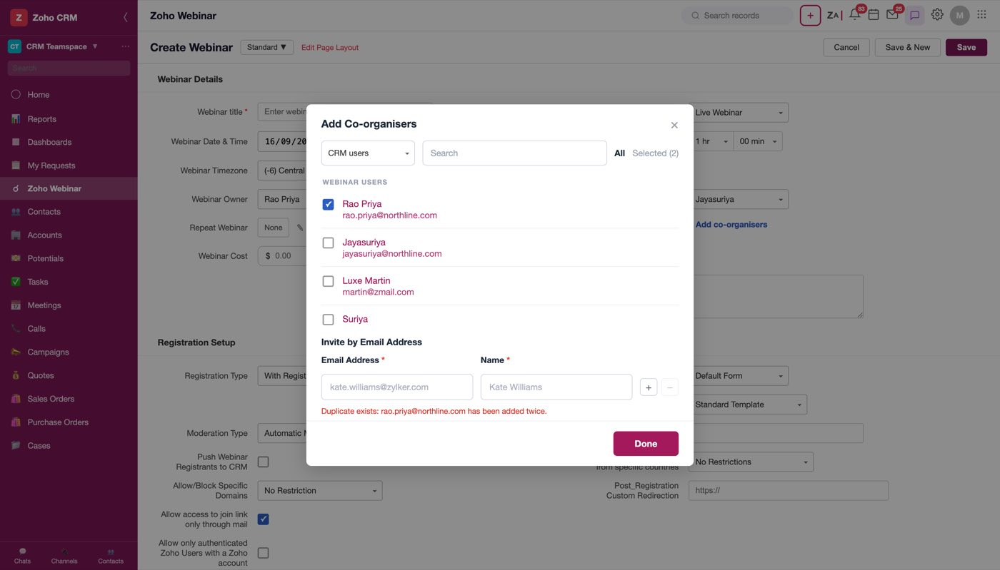 Z Zoho CRM
CT CRM Teamspace ▼ ···
Search
Home
Reports
Dashboards
My Requests
Zoho Webinar
Contacts
Accounts
Potentials
Tasks
17 Meetings
Calls
Campaigns
Quotes
Sales Orders
Purchase Orders
Cases
Chats Channels Contacts
Zoho Webinar
Search records
+ ZA 83 25 M
Create Webinar Standard ▼ Edit Page Layout
Cancel Save & New Save
Webinar Details
Webinar title * Enter webin
Live Webinar
Webinar Date & Time 16/09/20
1 hr 00 min
Webinar Timezone (-6) Central
Webinar Owner Rao Priya
Jayasuriya
Repeat Webinar None
Add co-organisers
Webinar Cost $ 0.00
Registration Setup
Registration Type With Regist
Default Form
Standard Template
Moderation Type Automatic M
Push Webinar
Registrants to CRM
from specific countries No Restrictions
Allow/Block Specific
Domains No Restriction
Post_Registration
Custom Redirection https://
Allow access to join link
only through mail
Allow only authenticated
Zoho Users with a Zoho
account
Add Co-organisers ×
CRM users Search All Selected (2)
WEBINAR USERS
Rao Priya
rao.priya@northline.com
Jayasuriya
jayasuriya@northline.com
Luxe Martin
martin@zmail.com
Suriya
Invite by Email Address
Email Address * Name *
kate.williams@zylker.com Kate Williams + −
Duplicate exists: rao.priya@northline.com has been added twice.
Done